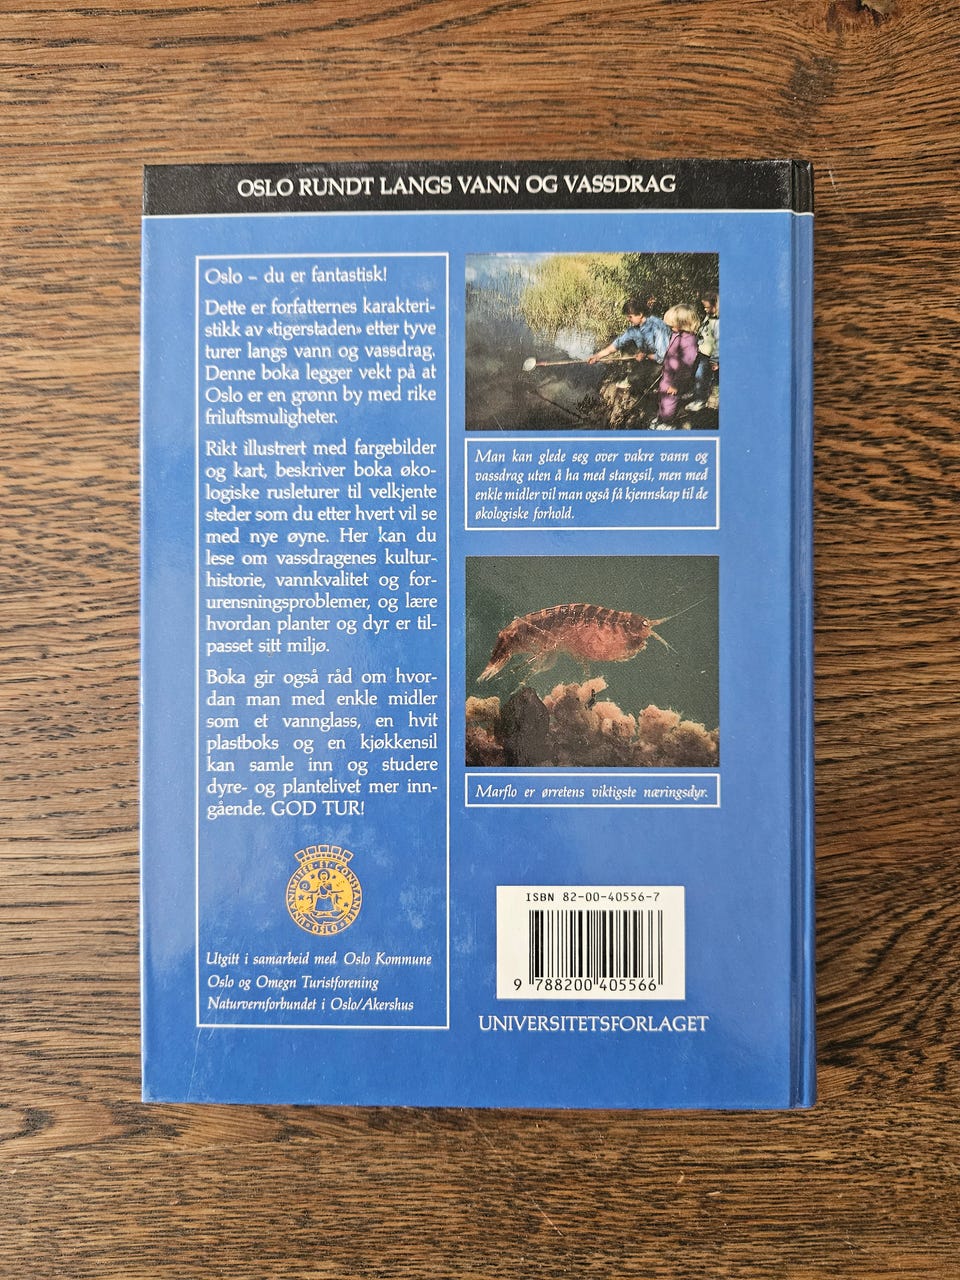 OSLO RUNDT LANGS VANN OG VASSDRAG
Oslo – du er fantastisk!
Dette er forfatternes karakteri-
stikk av «tigerstaden» etter tyve
turer langs vann og vassdrag.
Denne boka legger vekt på at
Oslo er en grønn by med rike
friluftsmuligheter.
Rikt illustrert med fargebilder
og kart, beskriver boka øko-
logiske rusleturer til velkjente
steder som du etter hvert vil se
med nye øyne. Her kan du
lese om vassdragenes kultur-
historie, vannkvalitet og for-
urensningsproblemer, og lære
hvordan planter og dyr er til-
passet sitt miljø.
Boka gir også råd om hvor-
dan man med enkle midler
som et vannglass, en hvit
plastboks og en kjøkkensil
kan samle inn og studere
dyre- og plantelivet mer inn-
gående. GOD TUR!
UNANIMITER·ET·CONSTANTER
OSLO
Utgitt i samarbeid med Oslo Kommune
Oslo og Omegn Turistforening
Naturvernforbundet i Oslo/Akershus
Man kan glede seg over vakre vann og
vassdrag uten å ha med stangsil, men med
enkle midler vil man også få kjennskap til de
økologiske forhold.
Marflo er ørretens viktigste næringsdyr.
ISBN 82-00-40556-7
9 788200 405566
UNIVERSITETSFORLAGET